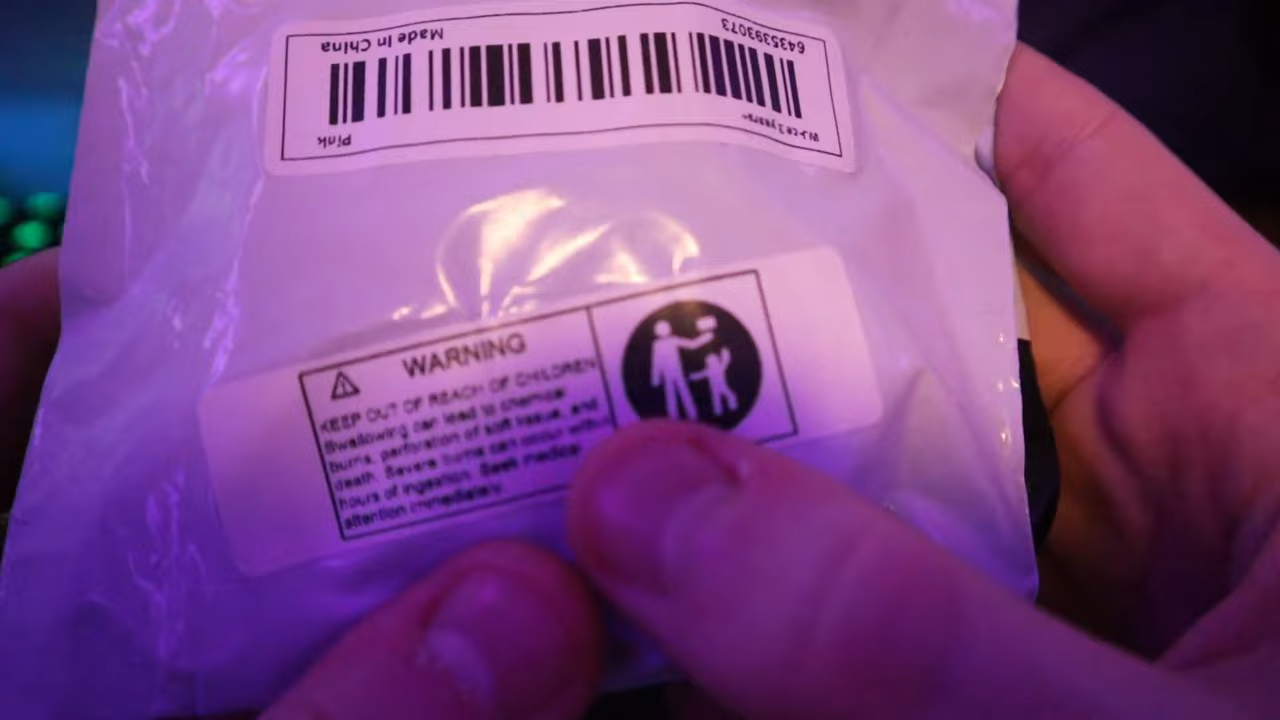 Pink
6435393073 Made In China
WARNING
KEEP OUT OF REACH OF CHILDREN
Swallowing can lead to chemical
burns, perforation of soft tissue, and
death. Severe burns can occur within
hours of ingestion. Seek medical
attention immediately.